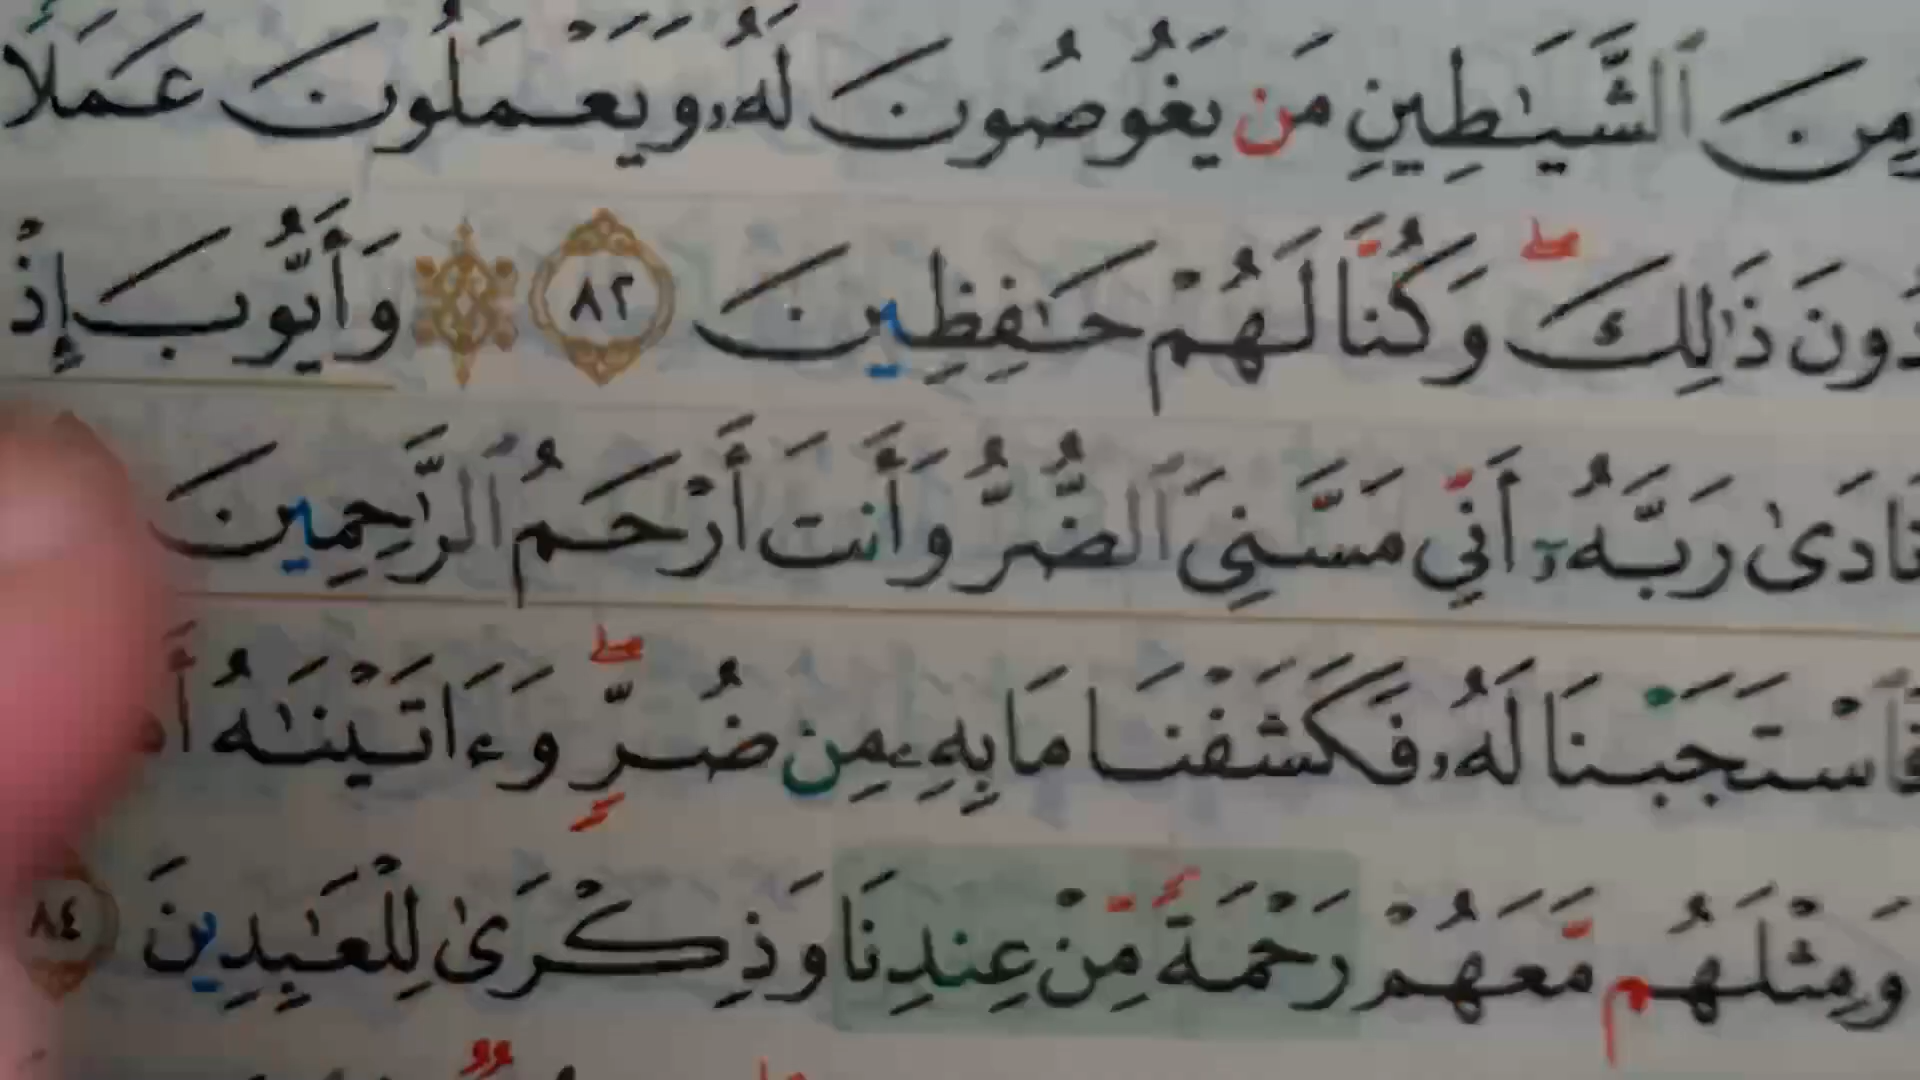 مِنَ ٱلشَّيَـٰطِينِ مَن يَغُوصُونَ لَهُۥ وَيَعْمَلُونَ عَمَلًا
دُونَ ذَٰلِكَ ۖ وَكُنَّا لَهُمْ حَـٰفِظِينَ ٨٢ ۞ وَأَيُّوبَ إِذْ
نَادَىٰ رَبَّهُۥٓ أَنِّي مَسَّنِىَ ٱلضُّرُّ وَأَنتَ أَرْحَمُ ٱلرَّٰحِمِينَ
فَٱسْتَجَبْنَا لَهُۥ فَكَشَفْنَا مَا بِهِۦ مِن ضُرٍّ ۖ وَءَاتَيْنَـٰهُ
وَمِثْلَهُم مَّعَهُمْ رَحْمَةً مِّنْ عِندِنَا وَذِكْرَىٰ لِلْعَـٰبِدِينَ ٨٤